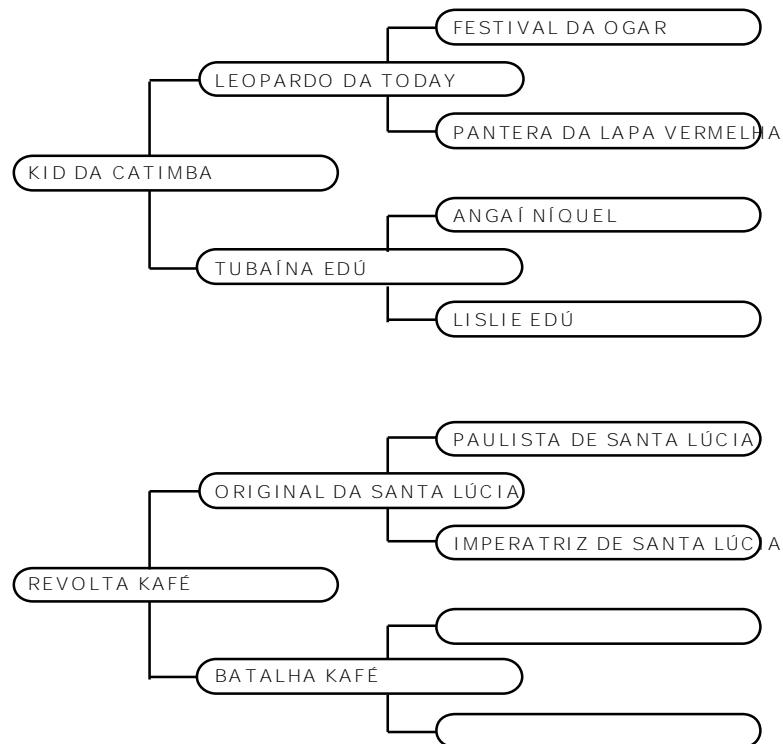 FESTIVAL DA OGAR
LEOPARDO DA TODAY
PANTERA DA LAPA VERMELHA
KID DA CATIMBA
ANGAÍ NÍQUEL
TUBAÍNA EDÚ
LISLIE EDÚ
PAULISTA DE SANTA LÚCIA
ORIGINAL DA SANTA LÚCIA
IMPERATRIZ DE SANTA LÚCIA
REVOLTA KAFÉ
BATALHA KAFÉ